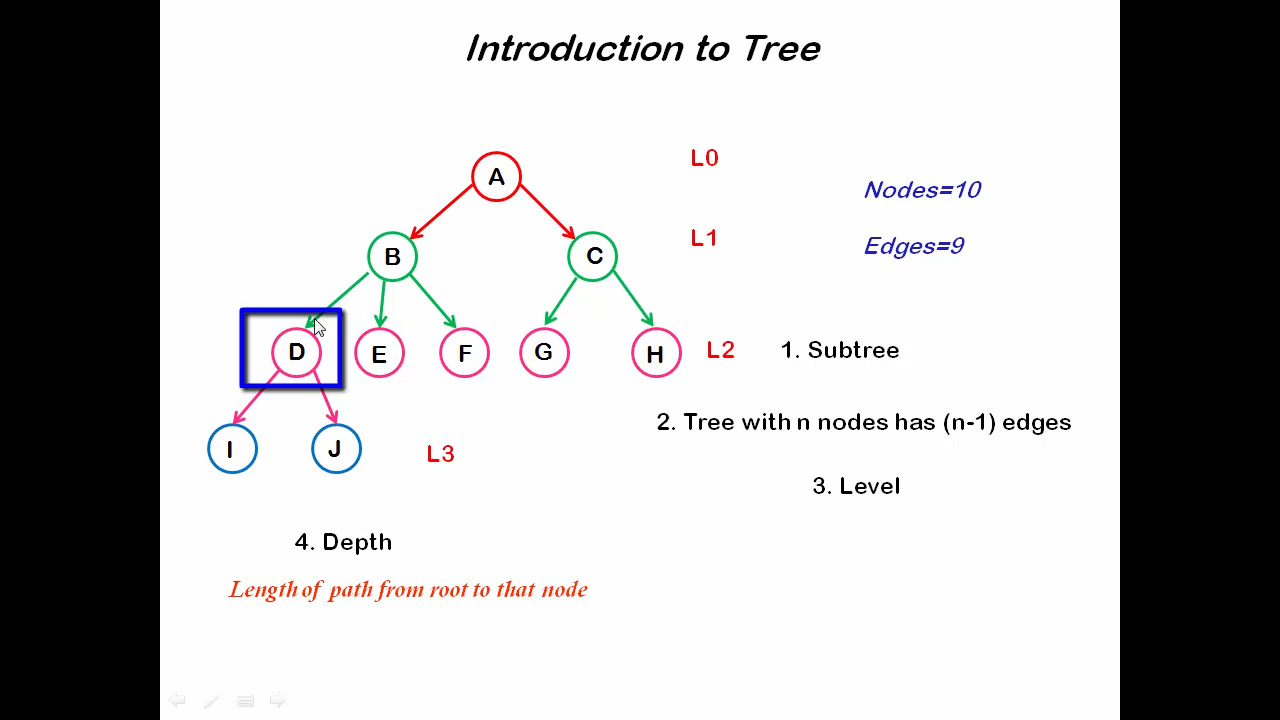 Introduction to Tree
A
L0
Nodes=10
B
C
L1
Edges=9
D
E
F
G
H
L2
1. Subtree
2. Tree with n nodes has (n-1) edges
I
J
L3
3. Level
4. Depth
Length of path from root to that node